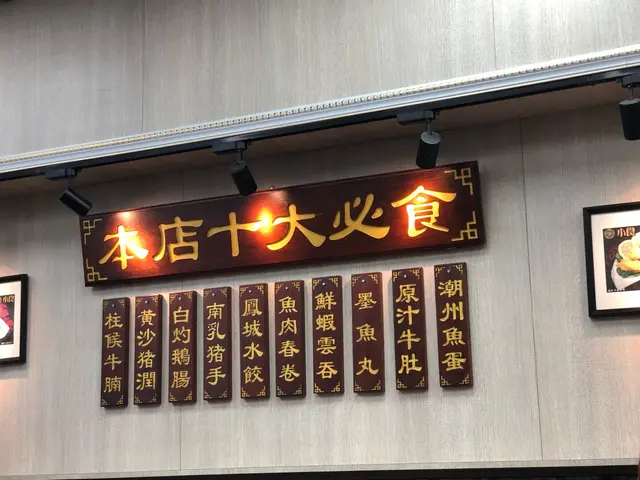 本店十大必食
柱候牛腩
黃沙猪潤
白灼鵝腸
南乳猪手
鳳城水餃
魚肉春卷
鮮蝦雲吞
墨魚丸
原汁牛肚
潮州魚蛋